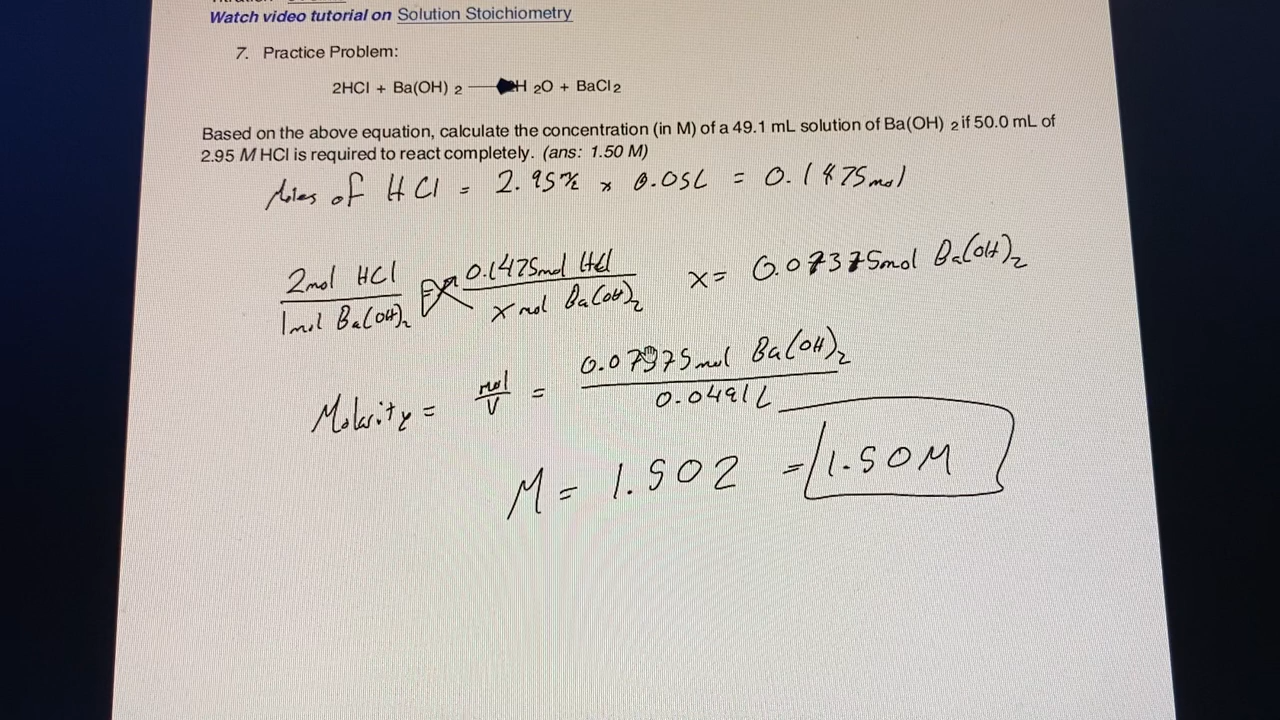 Watch video tutorial on Solution Stoichiometry
7. Practice Problem:
2HCl + Ba(OH) 2 → H 2O + BaCl2
Based on the above equation, calculate the concentration (in M) of a 49.1 mL solution of Ba(OH) 2 if 50.0 mL of
2.95 M HCl is required to react completely. (ans: 1.50 M)
Moles of HCl = 2.95 × 0.05L = 0.1475mol
2mol HCl 0.1475mol HCl x = 0.07375mol Ba(OH)2
1mol Ba(OH)2 x mol Ba(OH)2
Molarity = mol = 0.07375mol Ba(OH)2
V 0.0491L
M = 1.502 = 1.50M